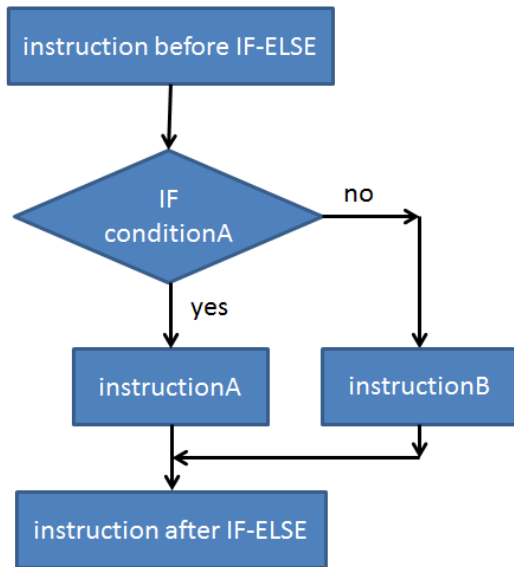 instruction before IF-ELSE
IF
conditionA
no
yes
instructionA
instructionB
instruction after IF-ELSE